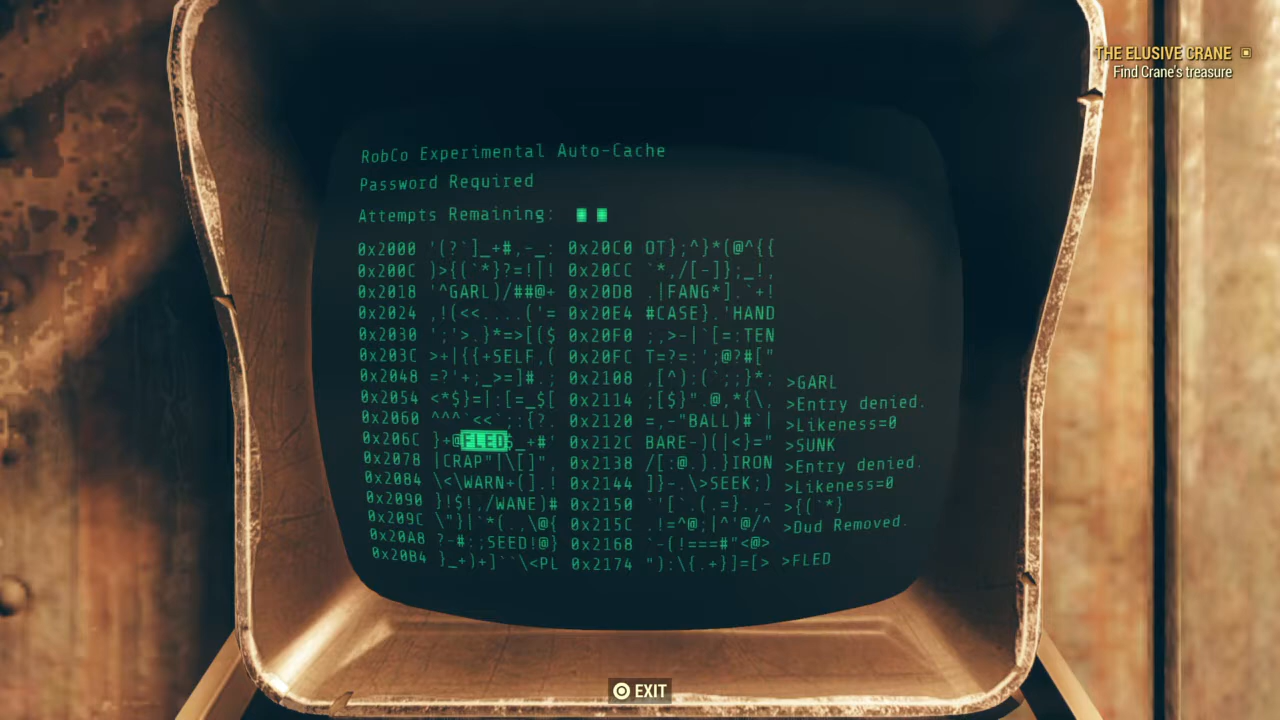 THE ELUSIVE CRANE
Find Crane's treasure
RobCo Experimental Auto-Cache
Password Required
Attempts Remaining:
0x2000 '(?`]_+#,-_: 0x20C0 OT};^}*(@^{{
0x200C )>{(`*}?=!|! 0x20CC `*,/[-]};_!,
0x2018 '^GARL)/##@+ 0x20D8 .|FANG*].`+!
0x2024 ,!(<<....('= 0x20E4 #CASE}.'HAND
0x2030 ';'>.}*=>[($ 0x20F0 ;,>-|`[=:TEN
0x203C >+|{{+SELF,( 0x20FC T=?=:';@?#["
0x2048 =?'+;_>=]#.; 0x2108 ,[^):(`;;}*:
0x2054 <*$}=|:[=_$[ 0x2114 ;[$}".@,*{\,
0x2060 ^^^`<<`;:{?. 0x2120 =,-"BALL)#`|
0x206C }+@FLED$_+#' 0x212C BARE-)(|<}="
0x2078 |CRAP"|\[]", 0x2138 /[:@.).}IRON
0x2084 \<\WARN+(].! 0x2144 ]}-.\>SEEK;)
0x2090 }!$!,/WANE)# 0x2150 `'[`.(.=}.,-
0x209C \"}|`*(.,\@{ 0x215C .!=^@;|^'@/^
0x20A8 ?-#:;SEED!@} 0x2168 `-(!===#"<@>
0x20B4 }_+)+]``\<PL 0x2174 "):\{.+}]=[>
>GARL
>Entry denied.
>Likeness=0
>SUNK
>Entry denied.
>Likeness=0
>{(`*}
>Dud Removed.
>FLED
EXIT